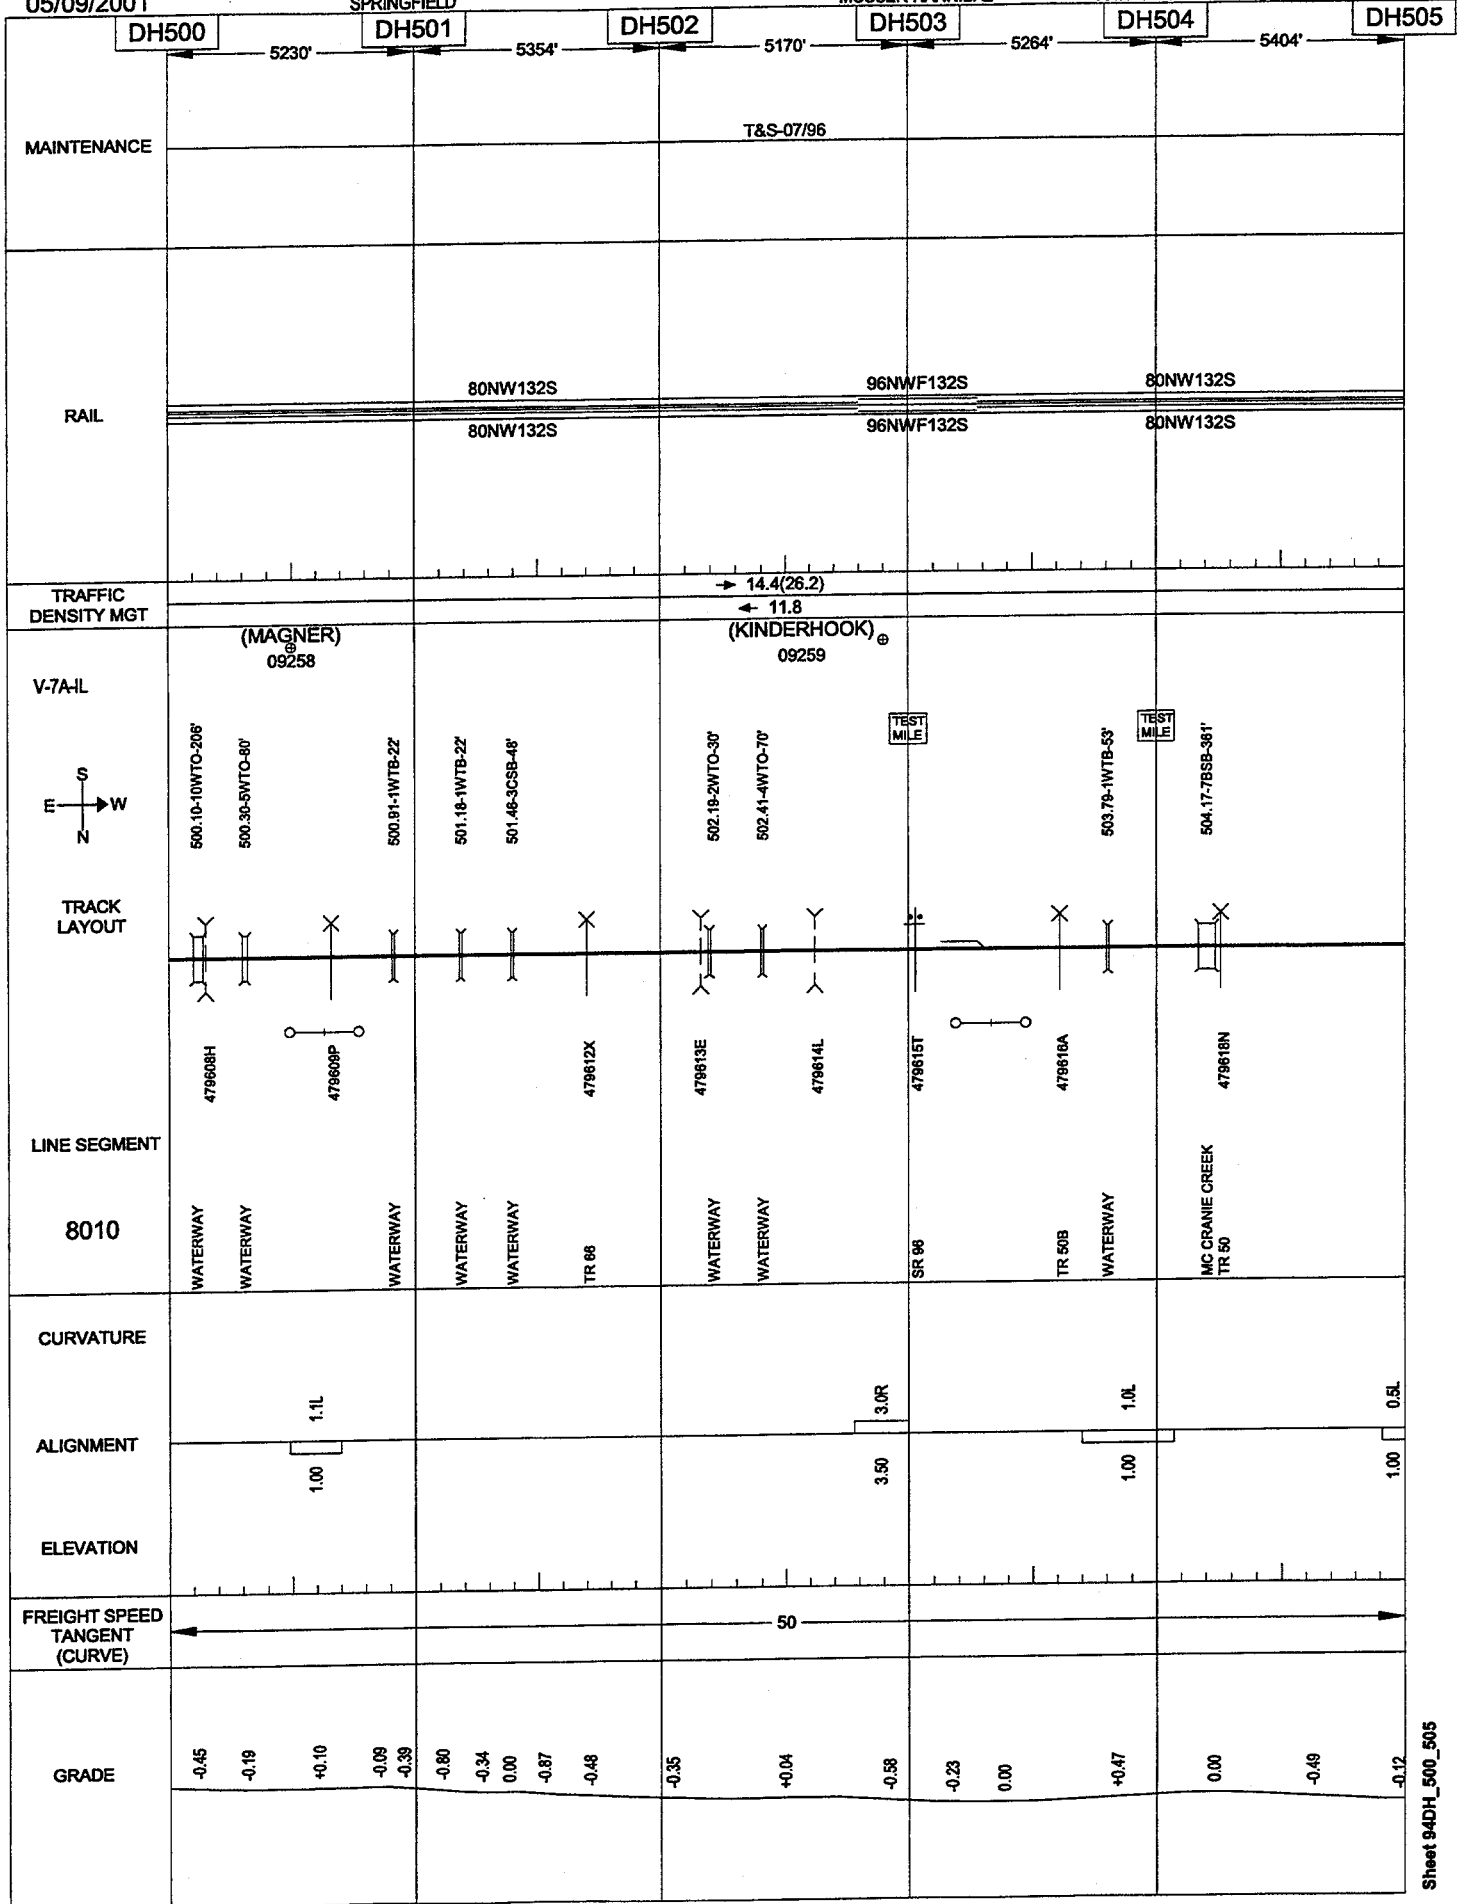 05/09/2001
SPRINGFIELD
DH500
DH501
DH502
DH503
DH504
DH505
5230'
5354'
5170'
5264'
5404'
MAINTENANCE
T&S-07/96
RAIL
80NW132S
96NWF132S
80NW132S
80NW132S
96NWF132S
80NW132S
TRAFFIC
DENSITY MGT
14.4(26.2)
11.8
(MAGNER)
09258
(KINDERHOOK)
09259
V-7A-IL
TEST
MILE
TEST
MILE
S
E
W
N
500.10-10WTO-206'
500.30-5WTO-80'
500.91-1WTB-22'
501.18-1WTB-22'
501.46-3CSB-48'
502.19-2WTO-30'
502.41-4WTO-70'
503.79-1WTB-53'
504.17-7BSB-361'
TRACK
LAYOUT
479608H
479609P
479612X
479613E
479614L
479615T
479616A
479618N
LINE SEGMENT
8010
WATERWAY
WATERWAY
WATERWAY
WATERWAY
WATERWAY
TR 66
WATERWAY
WATERWAY
SR 96
TR 50B
WATERWAY
MC CRANIE CREEK
TR 50
CURVATURE
1.1L
3.0R
1.0L
0.5L
ALIGNMENT
1.00
3.50
1.00
1.00
ELEVATION
FREIGHT SPEED
TANGENT
(CURVE)
50
GRADE
-0.45
-0.19
+0.10
-0.09
-0.39
-0.80
-0.34
0.00
-0.87
-0.48
-0.35
+0.04
-0.58
-0.23
0.00
+0.47
0.00
-0.49
-0.12
Sheet 94DH_500_505